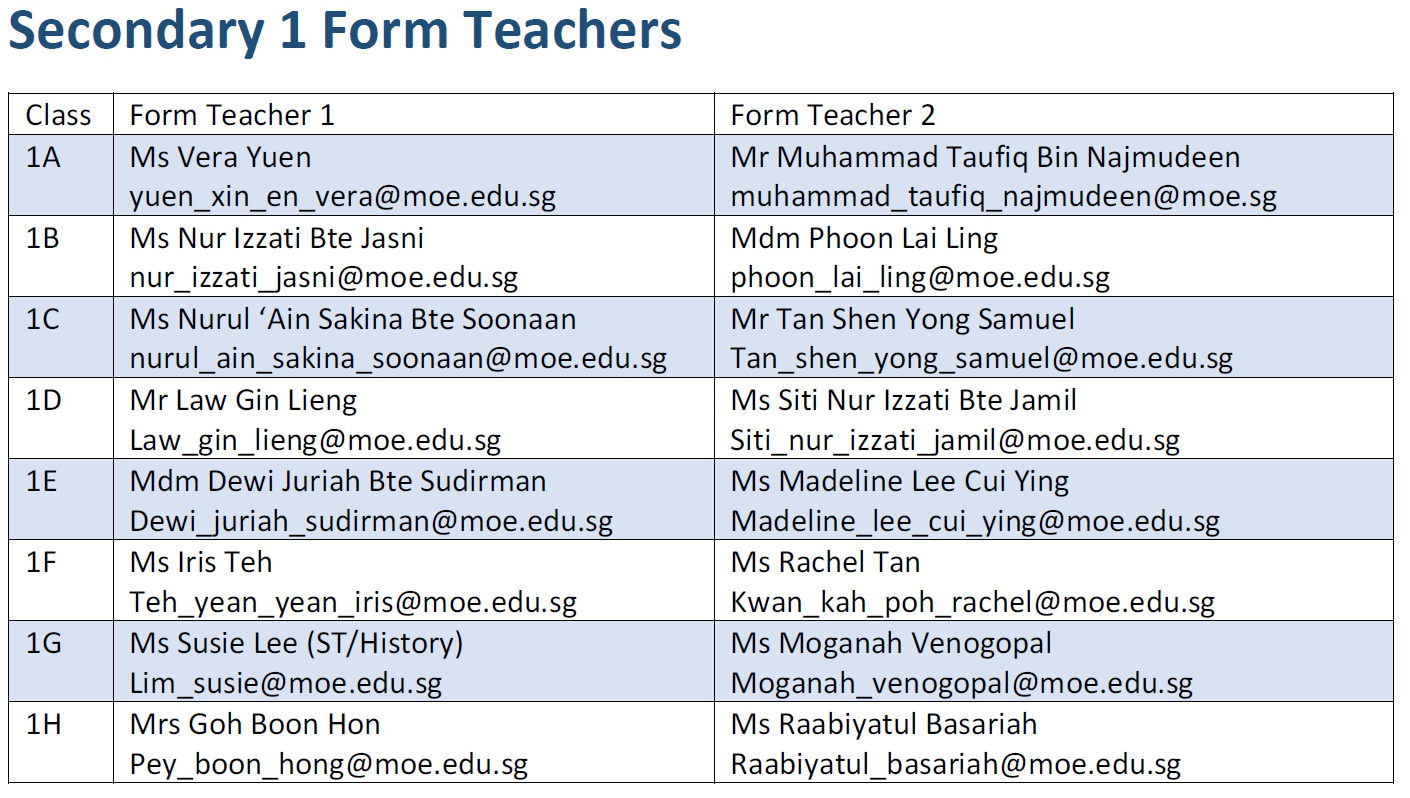 Secondary 1 Form Teachers
Class Form Teacher 1 Form Teacher 2
1A Ms Vera Yuen Mr Muhammad Taufiq Bin Najmudeen
yuen_xin_en_vera@moe.edu.sg muhammad_taufiq_najmudeen@moe.sg
1B Ms Nur Izzati Bte Jasni Mdm Phoon Lai Ling
nur_izzati_jasni@moe.edu.sg phoon_lai_ling@moe.edu.sg
1C Ms Nurul ‘Ain Sakina Bte Soonaan Mr Tan Shen Yong Samuel
nurul_ain_sakina_soonaan@moe.edu.sg Tan_shen_yong_samuel@moe.edu.sg
1D Mr Law Gin Lieng Ms Siti Nur Izzati Bte Jamil
Law_gin_lieng@moe.edu.sg Siti_nur_izzati_jamil@moe.edu.sg
1E Mdm Dewi Juriah Bte Sudirman Ms Madeline Lee Cui Ying
Dewi_juriah_sudirman@moe.edu.sg Madeline_lee_cui_ying@moe.edu.sg
1F Ms Iris Teh Ms Rachel Tan
Teh_yean_yean_iris@moe.edu.sg Kwan_kah_poh_rachel@moe.edu.sg
1G Ms Susie Lee (ST/History) Ms Moganah Venogopal
Lim_susie@moe.edu.sg Moganah_venogopal@moe.edu.sg
1H Mrs Goh Boon Hon Ms Raabiyatul Basariah
Pey_boon_hong@moe.edu.sg Raabiyatul_basariah@moe.edu.sg